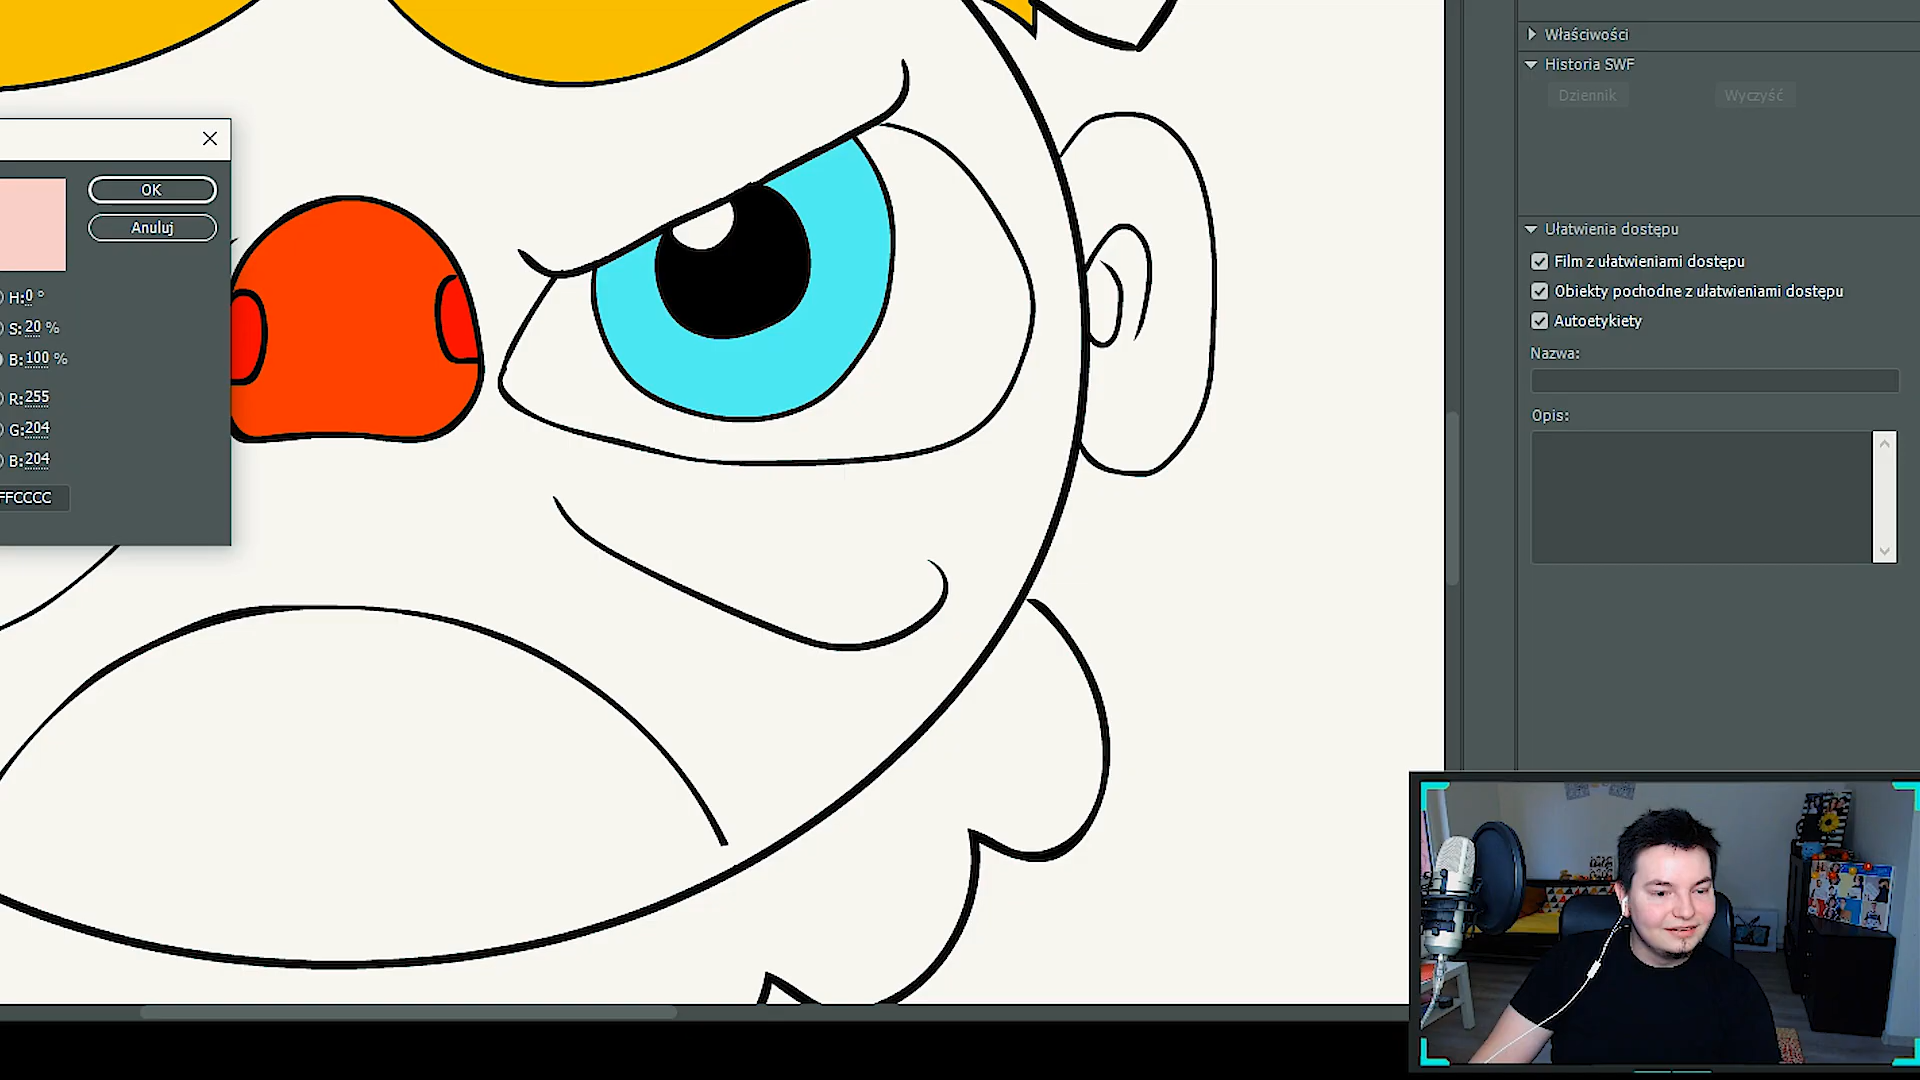 Właściwości
Historia SWF
Dziennik Wyczyść
OK
Anuluj
H:0 °
S: 20 %
B: 100 %
R: 255
G: 204
B: 204
FFCCCC
Ułatwienia dostępu
Film z ułatwieniami dostępu
Obiekty pochodne z ułatwieniami dostępu
Autoetykiety
Nazwa:
Opis: